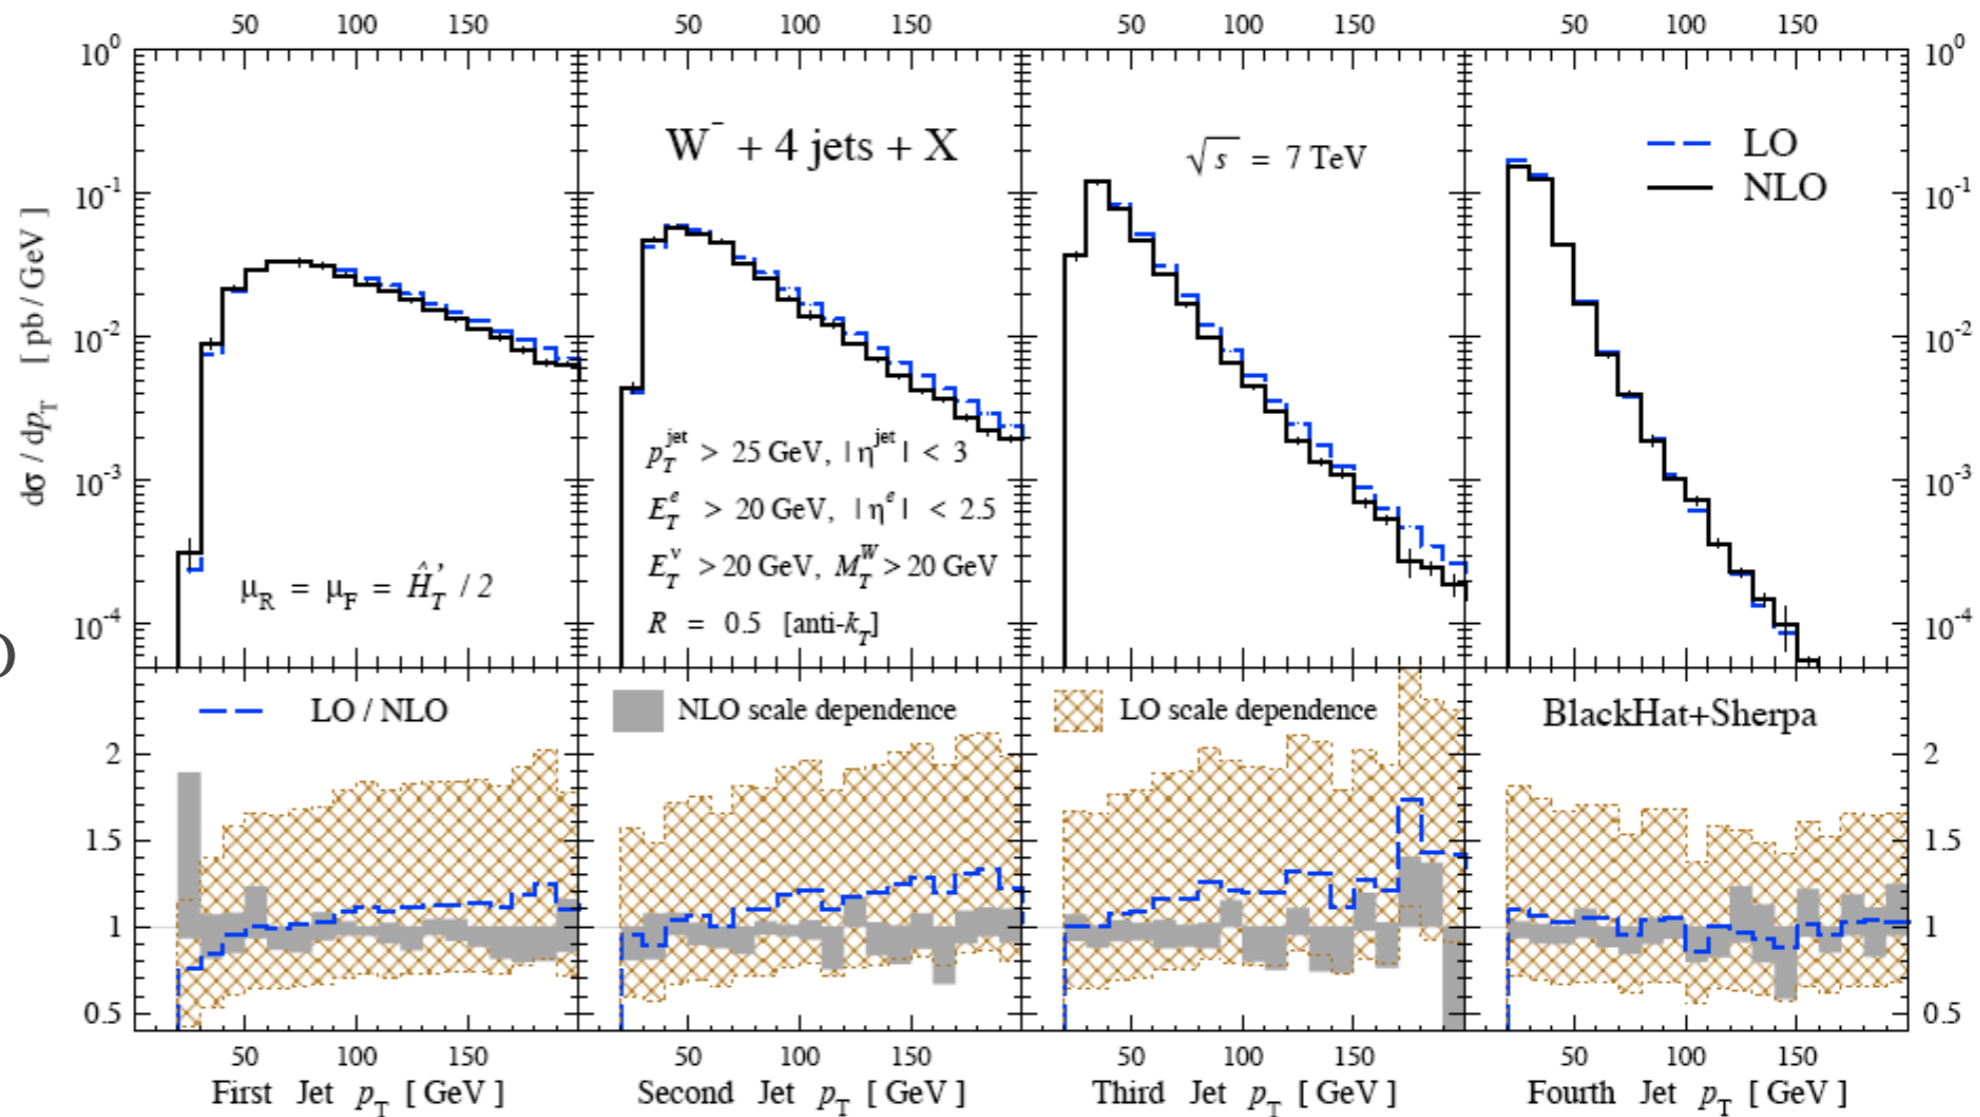 50 100 150 50 100 150 50 100 150 50 100 150
10^0 10^0
W^- + 4 jets + X
√s = 7 TeV
LO
NLO
10^-1 10^-1
10^-2 10^-2
10^-3 10^-3
10^-4 10^-4
dσ / dp_T [ pb / GeV ]
μ_R = μ_F = Ĥ_T' / 2
p_T^jet > 25 GeV, | η^jet | < 3
E_T^e > 20 GeV, | η^e | < 2.5
E_T^ν > 20 GeV, M_T^W > 20 GeV
R = 0.5 [anti-k_T]
LO / NLO
NLO scale dependence
LO scale dependence
BlackHat+Sherpa
2 2
1.5 1.5
1 1
0.5 0.5
50 100 150 50 100 150 50 100 150 50 100 150
First Jet p_T [ GeV ] Second Jet p_T [ GeV ] Third Jet p_T [ GeV ] Fourth Jet p_T [ GeV ]